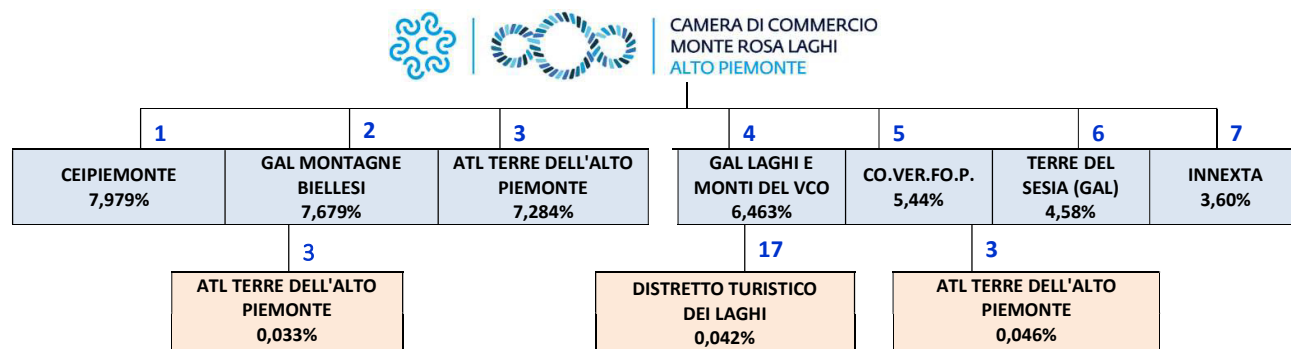 CAMERA DI COMMERCIO
MONTE ROSA LAGHI
ALTO PIEMONTE
1
2
3
4
5
6
7
CEIPIEMONTE
7,979%
GAL MONTAGNE
BIELLESI
7,679%
ATL TERRE DELL'ALTO
PIEMONTE
7,284%
GAL LAGHI E
MONTI DEL VCO
6,463%
CO.VER.FO.P.
5,44%
TERRE DEL
SESIA (GAL)
4,58%
INNEXTA
3,60%
3
17
3
ATL TERRE DELL'ALTO
PIEMONTE
0,033%
DISTRETTO TURISTICO
DEI LAGHI
0,042%
ATL TERRE DELL'ALTO
PIEMONTE
0,046%